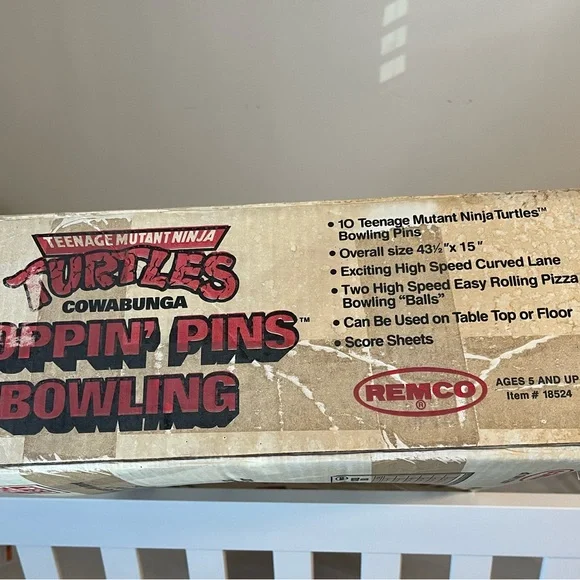 TEENAGE MUTANT NINJA
TURTLES
COWABUNGA
OPPIN' PINS™
BOWLING
• 10 Teenage Mutant Ninja Turtles™
Bowling Pins
• Overall size 43½" x 15"
• Exciting High Speed Curved Lane
• Two High Speed Easy Rolling Pizza
Bowling "Balls"
• Can Be Used on Table Top or Floor
• Score Sheets
REMCO
®
AGES 5 AND UP
Item # 18524